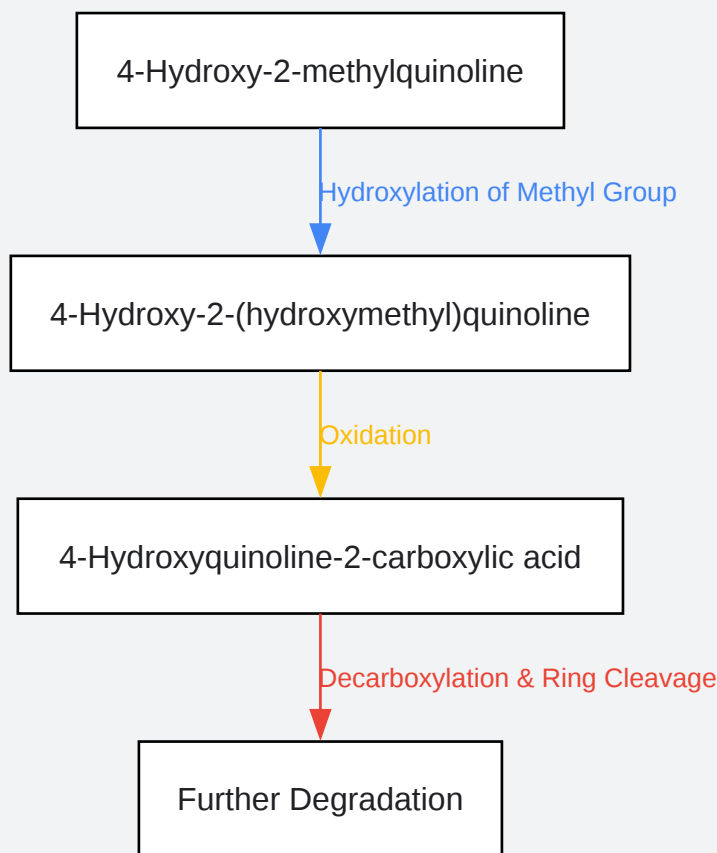 4-Hydroxy-2-methylquinoline
Hydroxylation of Methyl Group
4-Hydroxy-2-(hydroxymethyl)quinoline
Oxidation
4-Hydroxyquinoline-2-carboxylic acid
Decarboxylation & Ring Cleavage
Further Degradation